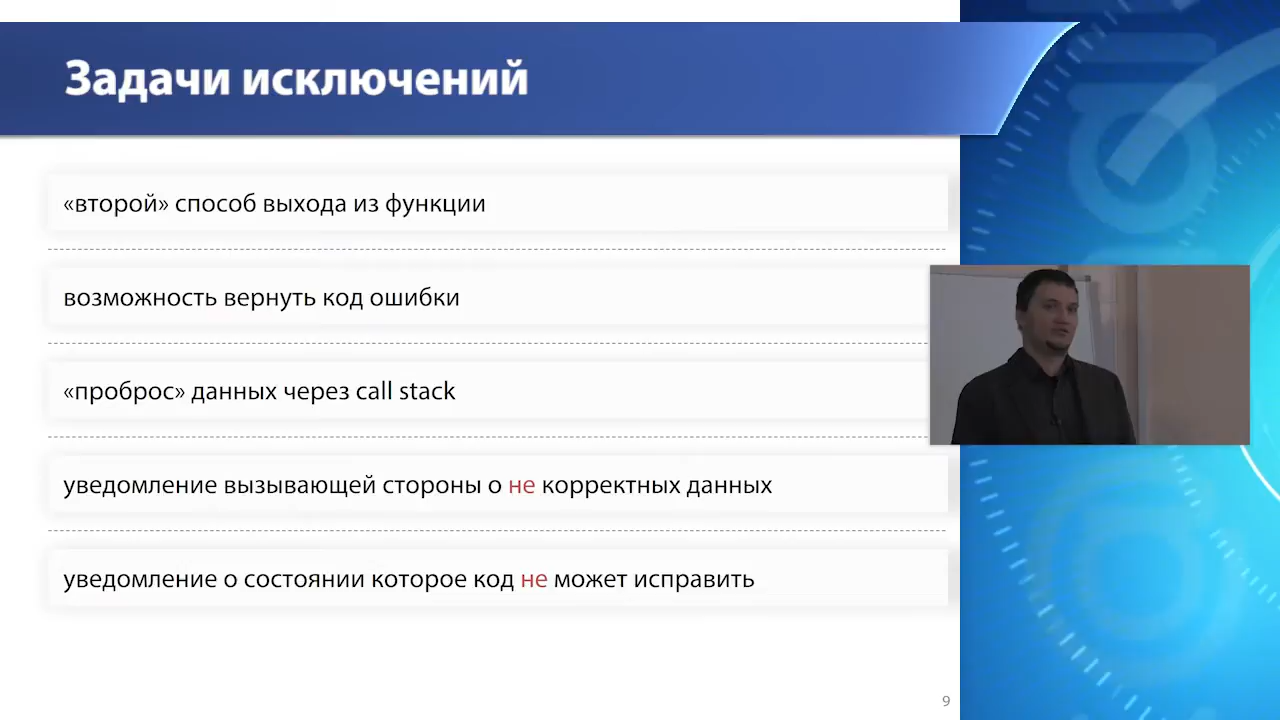 Задачи исключений
«второй» способ выхода из функции
возможность вернуть код ошибки
«проброс» данных через call stack
уведомление вызывающей стороны о не корректных данных
уведомление о состоянии которое код не может исправить
9